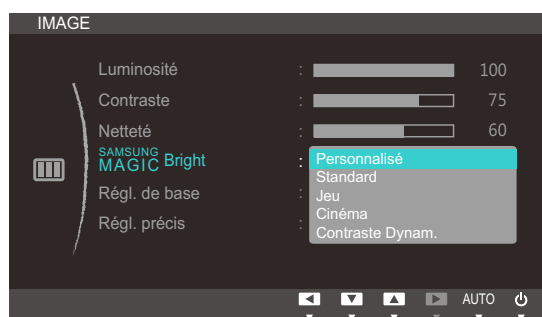 IMAGE
Luminosité : 100
Contraste : 75
Netteté : 60
SAMSUNG
MAGIC Bright : Personnalisé
Standard
Régl. de base : Jeu
Cinéma
Régl. précis : Contraste Dynam.
AUTO